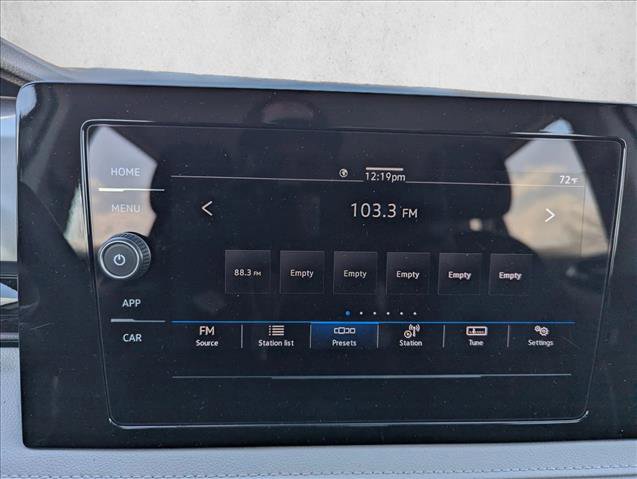 HOME
12:19pm
72°F
MENU
103.3 FM
88.3 FM Empty Empty Empty Empty Empty
APP
CAR
FM
Source Station list Presets Station Tune Settings